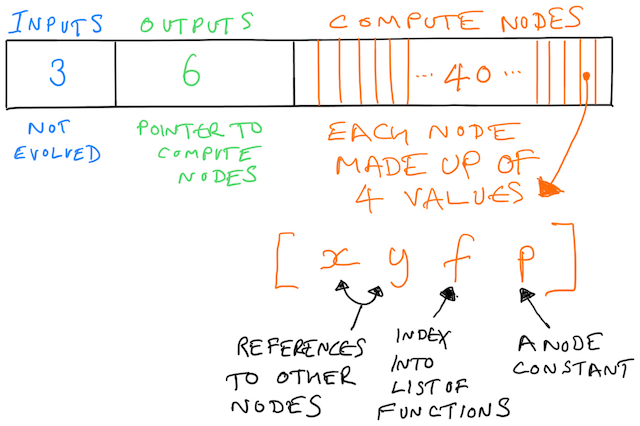 INPUTS OUTPUTS COMPUTE NODES
3 6 ... 40 ...
NOT
EVOLVED
POINTER TO
COMPUTE
NODES
EACH NODE
MADE UP OF
4 VALUES
[ x y f p ]
REFERENCES
TO OTHER
NODES
INDEX
INTO
LIST OF
FUNCTIONS
A NODE
CONSTANT